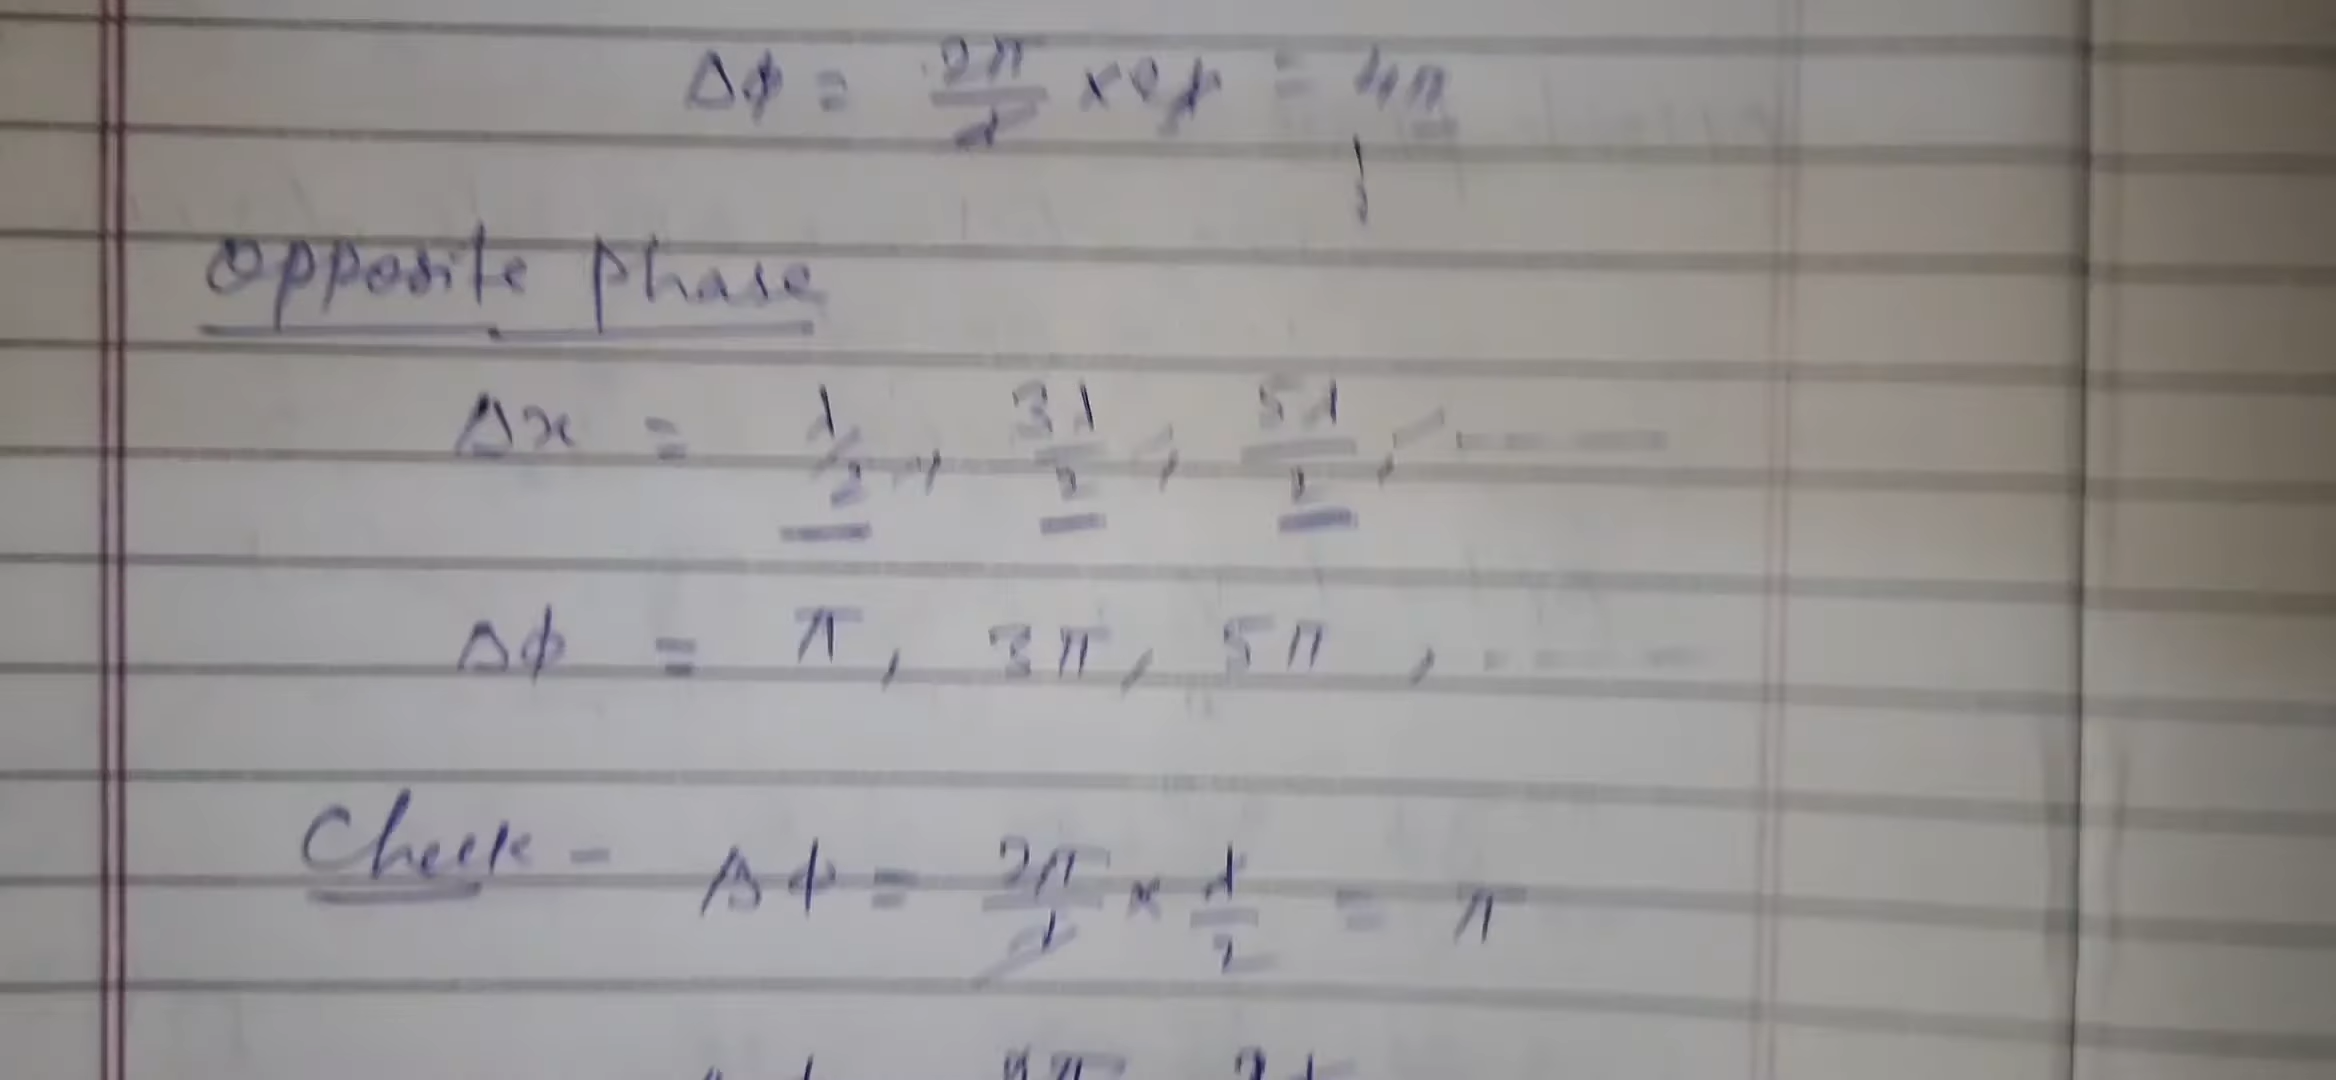 Δϕ = 2π/λ × 2λ = 4π
Opposite Phase
Δx = λ/2, 3λ/2, 5λ/2, ------
Δϕ = π, 3π, 5π, ------
Check - Δϕ = 2π/λ × λ/2 = π